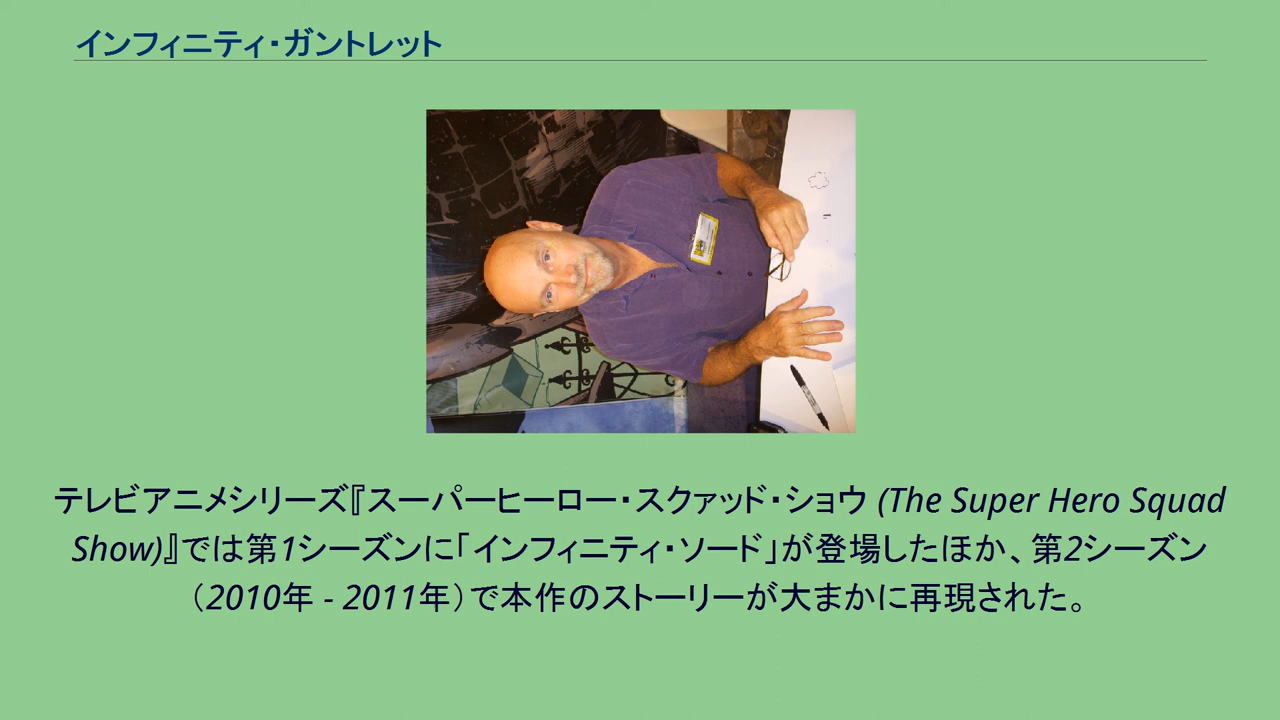 インフィニティ・ガントレット
テレビアニメシリーズ『スーパーヒーロー・スクァッド・ショウ (The Super Hero Squad
Show)』では第1シーズンに「インフィニティ・ソード」が登場したほか、第2シーズン
（2010年 - 2011年）で本作のストーリーが大まかに再現された。